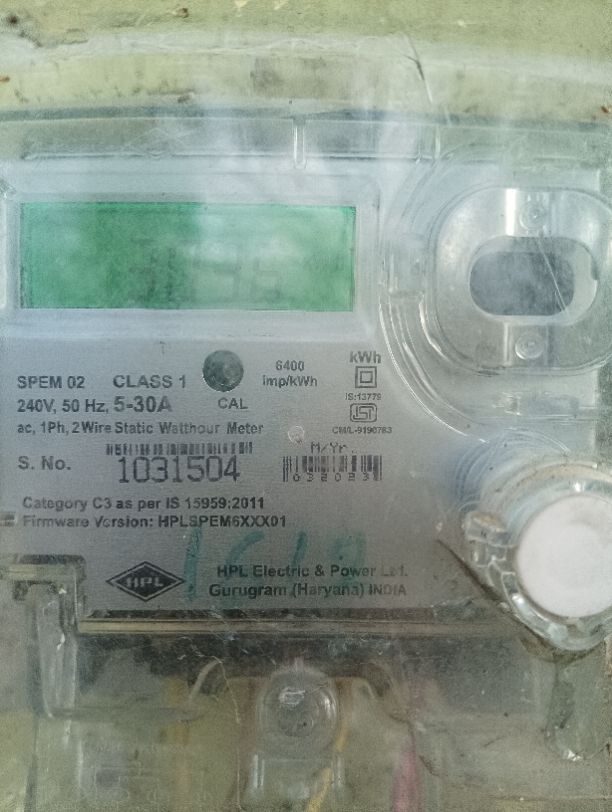 SPEM 02 CLASS 1 CAL 6400 imp/kWh kWh
240V, 50 Hz, 5-30A IS:13779
ac, 1Ph, 2 Wire Static Watthour Meter CM/L-9190763
S. No. 1031504 M/Yr. 032023
Category C3 as per IS 15959:2011
Firmware Version: HPLSPEM6XXX01
HPL HPL Electric & Power Ltd.
Gurugram (Haryana) INDIA